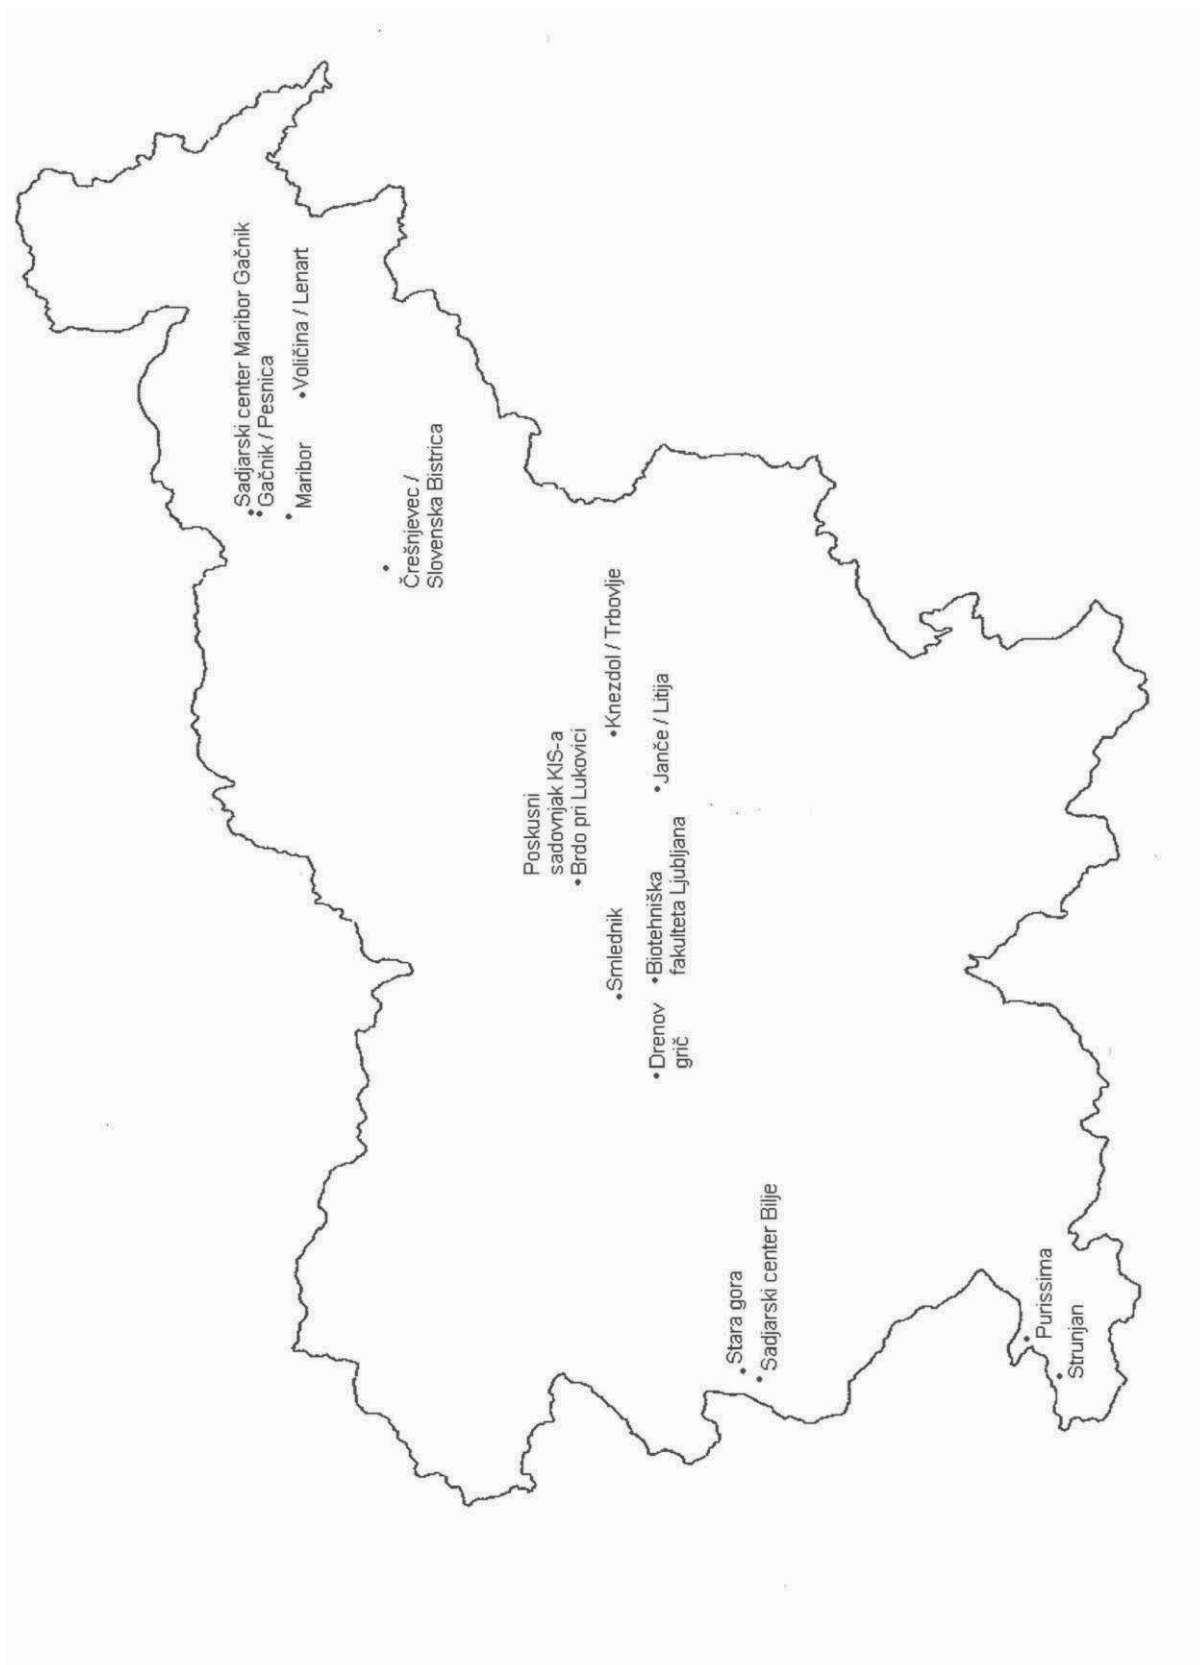 Sadjarski center Maribor Gačnik
Gačnik / Pesnica
Maribor
Voličina / Lenart
Črešnjevec /
Slovenska Bistrica
Poskusni
sadovnjak KIS-a
Brdo pri Lukovici
Knezdol / Trbovlje
Smlednik
Janče / Litija
Drenov
grič
Biotehniška
fakulteta Ljubljana
Stara gora
Sadjarski center Bilje
Purissima
Strunjan